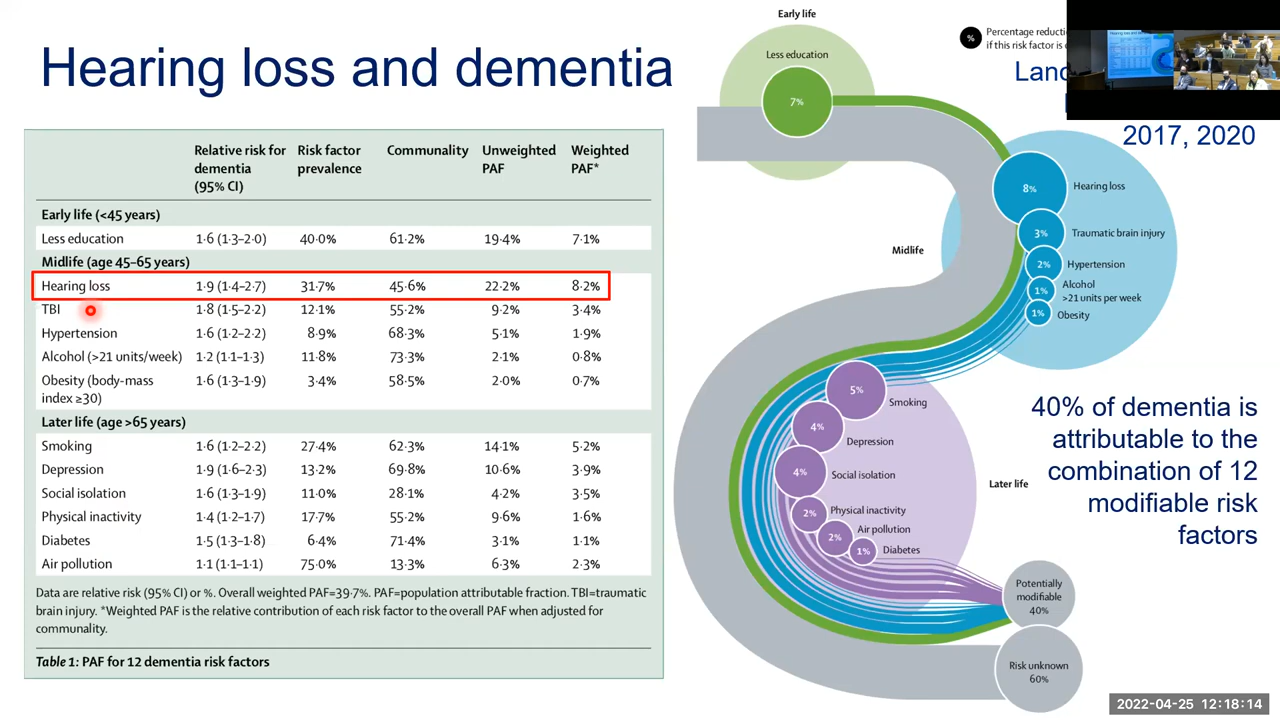 Hearing loss and dementia
Relative risk for
dementia
(95% CI)
Risk factor
prevalence
Communality
Unweighted
PAF
Weighted
PAF*
Early life (<45 years)
Less education 1·6 (1·3–2·0) 40·0% 61·2% 19·4% 7·1%
Midlife (age 45–65 years)
Hearing loss 1·9 (1·4–2·7) 31·7% 45·6% 22·2% 8·2%
TBI 1·8 (1·5–2·2) 12·1% 55·2% 9·2% 3·4%
Hypertension 1·6 (1·2–2·2) 8·9% 68·3% 5·1% 1·9%
Alcohol (>21 units/week) 1·2 (1·1–1·3) 11·8% 73·3% 2·1% 0·8%
Obesity (body-mass 1·6 (1·3–1·9) 3·4% 58·5% 2·0% 0·7%
index ≥30)
Later life (age >65 years)
Smoking 1·6 (1·2–2·2) 27·4% 62·3% 14·1% 5·2%
Depression 1·9 (1·6–2·3) 13·2% 69·8% 10·6% 3·9%
Social isolation 1·6 (1·3–1·9) 11·0% 28·1% 4·2% 3·5%
Physical inactivity 1·4 (1·2–1·7) 17·7% 55·2% 9·6% 1·6%
Diabetes 1·5 (1·3–1·8) 6·4% 71·4% 3·1% 1·1%
Air pollution 1·1 (1·1–1·1) 75·0% 13·3% 6·3% 2·3%
Data are relative risk (95% CI) or %. Overall weighted PAF=39·7%. PAF=population attributable fraction. TBI=traumatic
brain injury. *Weighted PAF is the relative contribution of each risk factor to the overall PAF when adjusted for
communality.
Table 1: PAF for 12 dementia risk factors
Early life
Less education
7%
%
Percentage
if this risk factor is
2017, 2020
Midlife
8% Hearing loss
3% Traumatic brain injury
2% Hypertension
1% Alcohol
>21 units per week
1% Obesity
5% Smoking
4% Depression
4% Social isolation
2% Physical inactivity
2% Air pollution
1% Diabetes
Later life
40% of dementia is
attributable to the
combination of 12
modifiable risk
factors
Potentially
modifiable
40%
Risk unknown
60%
2022-04-25 12:18:14